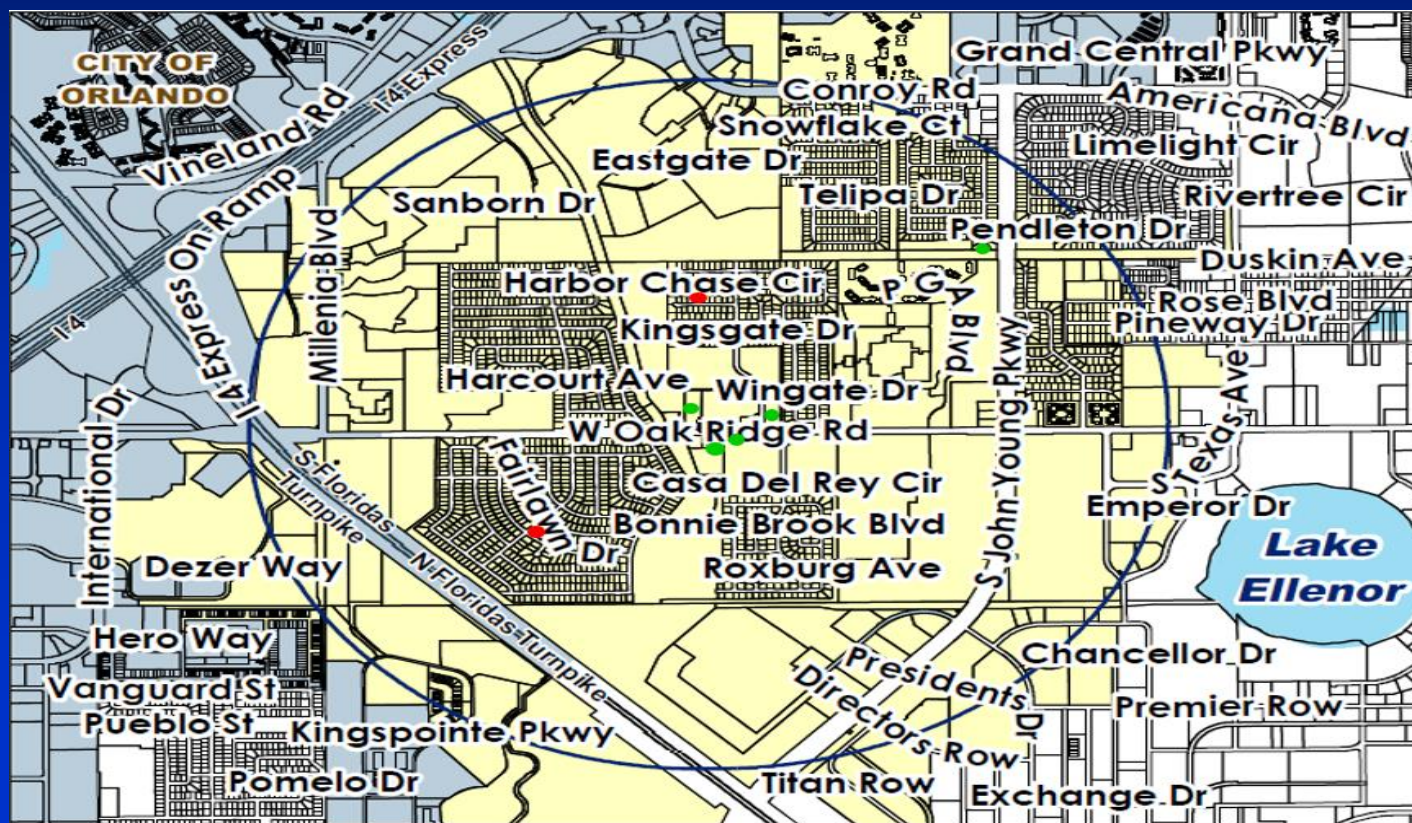 Grand Central Pkwy
CITY OF
ORLANDO
I-4 Express
Vineland Rd
Conroy Rd
Americana Blvd
Snowflake Ct
Limelight Cir
Eastgate Dr
I-4 Express On Ramp
Sanborn Dr
Telipa Dr
Rivertree Cir
Millenia Blvd
Pendleton Dr
Duskin Ave
Harbor Chase Cir
P G A Blvd
Rose Blvd
I-4
Kingsgate Dr
Pineway Dr
Harcourt Ave
Wingate Dr
S John Young Pkwy
S Texas Ave
International Dr
W Oak Ridge Rd
Fairlawn Dr
S Floridas
Turnpike
Casa Del Rey Cir
Emperor Dr
Bonnie Brook Blvd
Lake
Ellenor
Dezer Way
Roxburg Ave
N Floridas Turnpike
Hero Way
Chancellor Dr
Presidents Dr
Directors Row
Vanguard St
Premier Row
Pueblo St
Kingspointe Pkwy
Pomelo Dr
Titan Row
Exchange Dr